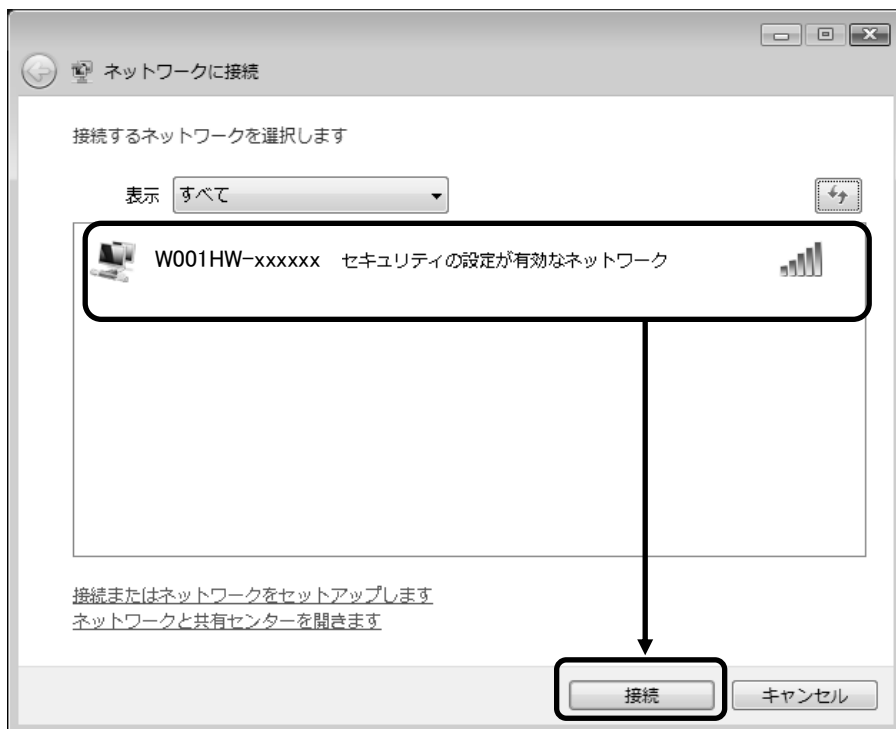 ネットワークに接続
接続するネットワークを選択します
表示 すべて
W001HW-xxxxxx セキュリティの設定が有効なネットワーク
接続またはネットワークをセットアップします
ネットワークと共有センターを開きます
接続 キャンセル